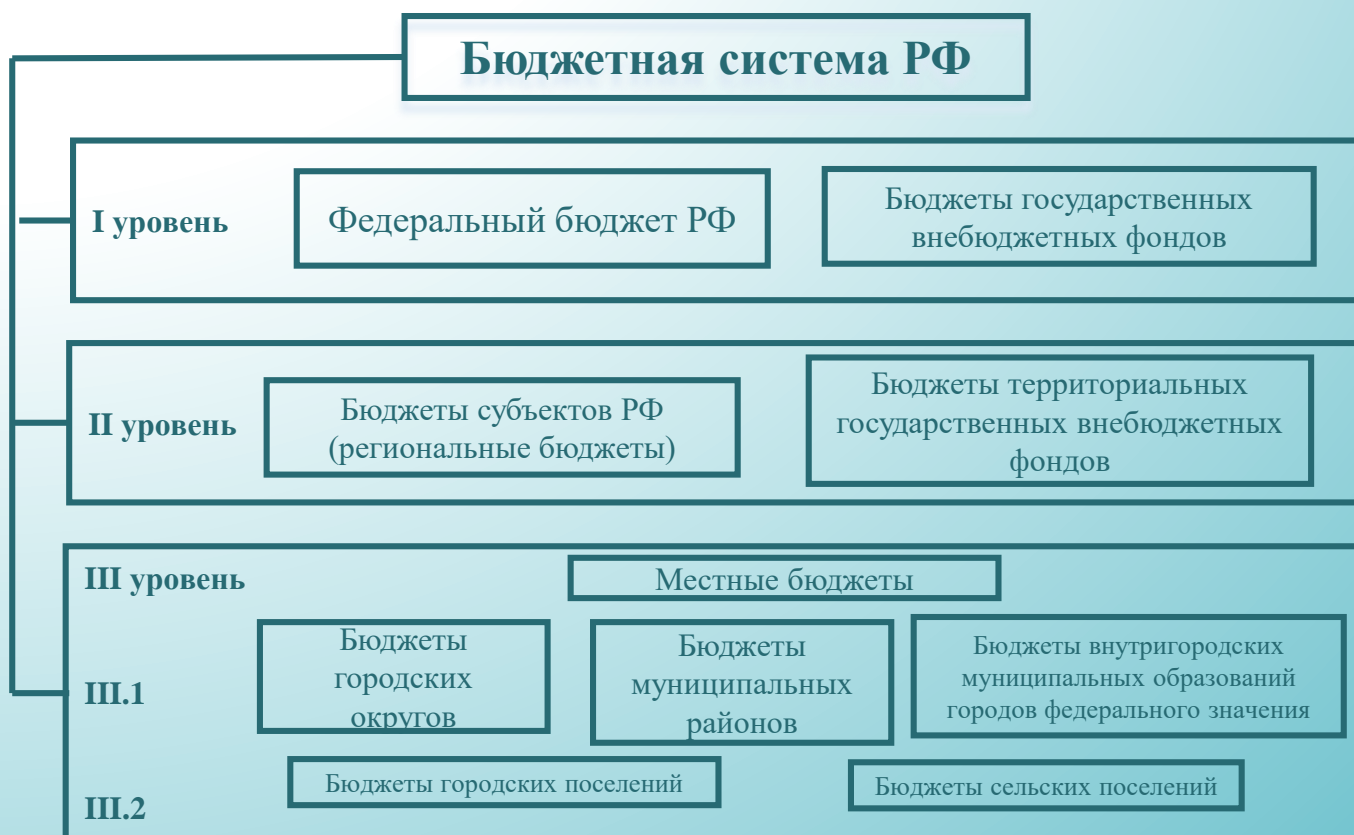 Бюджетная система РФ
I уровень
Федеральный бюджет РФ
Бюджеты государственных
внебюджетных фондов
II уровень
Бюджеты субъектов РФ
(региональные бюджеты)
Бюджеты территориальных
государственных внебюджетных
фондов
III уровень
Местные бюджеты
III.1
Бюджеты
городских
округов
Бюджеты
муниципальных
районов
Бюджеты внутригородских
муниципальных образований
городов федерального значения
III.2
Бюджеты городских поселений
Бюджеты сельских поселений